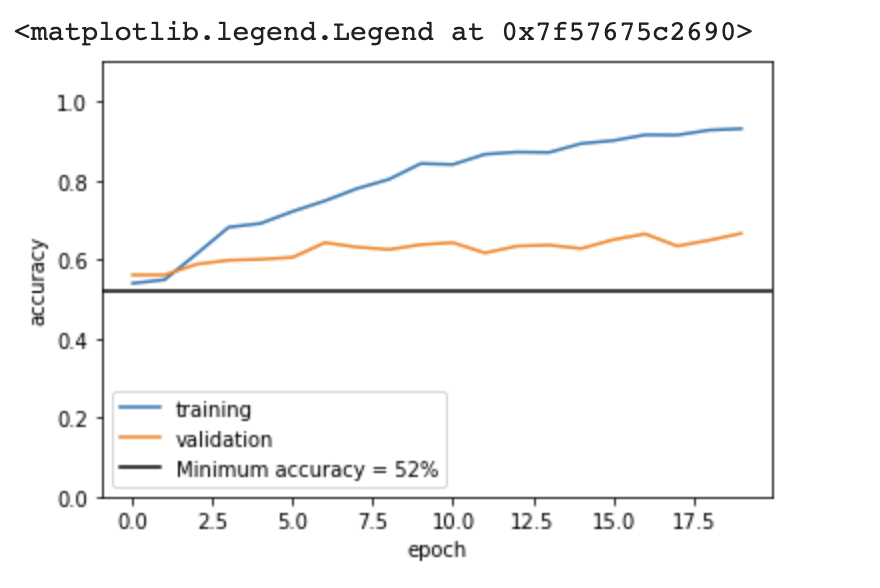 <matplotlib.legend.Legend at 0x7f57675c2690>
1.0
0.8
0.6
0.4
0.2
0.0
accuracy
training
validation
Minimum accuracy = 52%
0.0 2.5 5.0 7.5 10.0 12.5 15.0 17.5
epoch